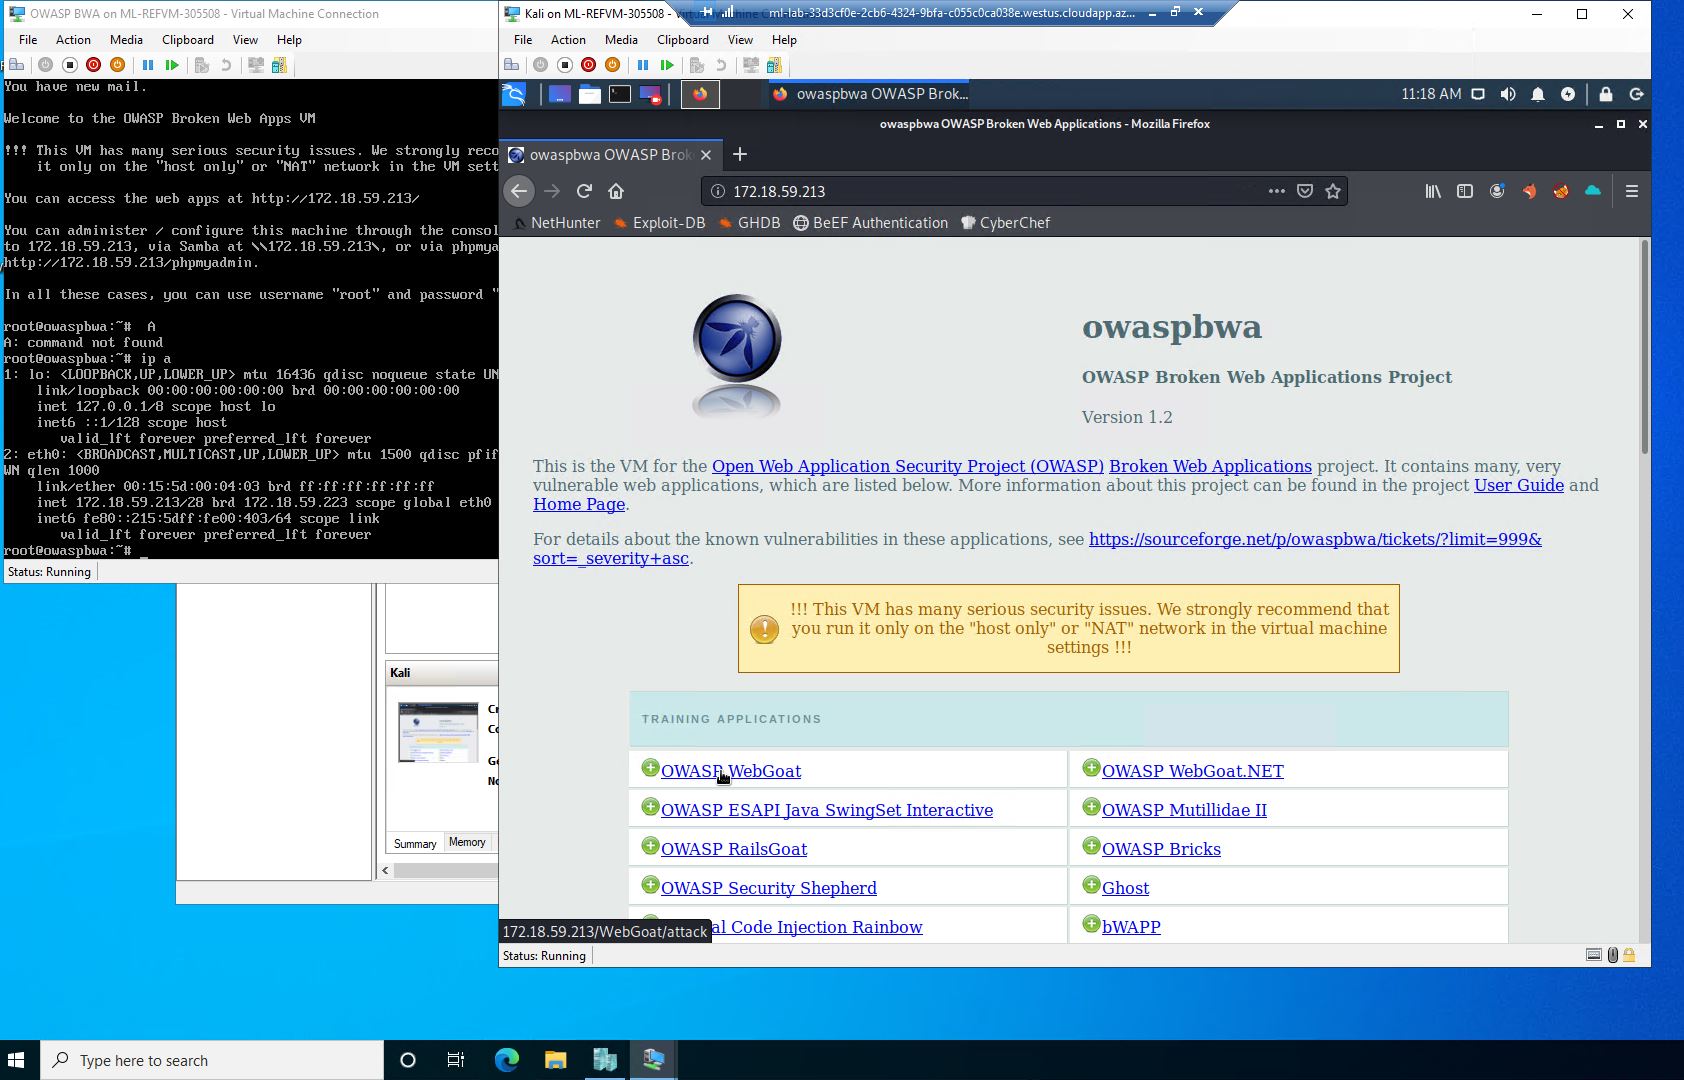 OWASP BWA on ML-REFVM-305508 - Virtual Machine Connection
File Action Media Clipboard View Help
You have new mail.
Welcome to the OWASP Broken Web Apps VM
!!! This VM has many serious security issues. We strongly reco
it only on the "host only" or "NAT" network in the VM sett
You can access the web apps at http://172.18.59.213/
You can administer / configure this machine through the consol
to 172.18.59.213, via Samba at \\172.18.59.213\, or via phpmya
http://172.18.59.213/phpmyadmin.
In all these cases, you can use username "root" and password "
root@owaspbwa:~#  A
A: command not found
root@owaspbwa:~# ip a
1: lo: <LOOPBACK,UP,LOWER_UP> mtu 16436 qdisc noqueue state UN
link/loopback 00:00:00:00:00:00 brd 00:00:00:00:00:00
inet 127.0.0.1/8 scope host lo
inet6 ::1/128 scope host
valid_lft forever preferred_lft forever
2: eth0: <BROADCAST,MULTICAST,UP,LOWER_UP> mtu 1500 qdisc pfif
WN qlen 1000
link/ether 00:15:5d:00:04:03 brd ff:ff:ff:ff:ff:ff
inet 172.18.59.213/28 brd 172.18.59.223 scope global eth0
inet6 fe80::215:5dff:fe00:403/64 scope link
valid_lft forever preferred_lft forever
root@owaspbwa:~# _
Status: Running
Kali
Cr
Co
Ge
No
Summary Memory
Kali on ML-REFVM-305508 -
ml-lab-33d3cf0e-2cb6-4324-9bfa-c055c0ca038e.westus.cloudapp.az...
File Action Media Clipboard View Help
owaspbwa OWASP Brok...
11:18 AM
owaspbwa OWASP Broken Web Applications - Mozilla Firefox
owaspbwa OWASP Brok
172.18.59.213
NetHunter Exploit-DB GHDB BeEF Authentication CyberChef
owaspbwa
OWASP Broken Web Applications Project
Version 1.2
This is the VM for the Open Web Application Security Project (OWASP) Broken Web Applications project. It contains many, very
vulnerable web applications, which are listed below. More information about this project can be found in the project User Guide and
Home Page.
For details about the known vulnerabilities in these applications, see https://sourceforge.net/p/owaspbwa/tickets/?limit=999&
sort=_severity+asc.
!!! This VM has many serious security issues. We strongly recommend that
you run it only on the "host only" or "NAT" network in the virtual machine
settings !!!
TRAINING APPLICATIONS
OWASP WebGoat OWASP WebGoat.NET
OWASP ESAPI Java SwingSet Interactive OWASP Mutillidae II
OWASP RailsGoat OWASP Bricks
OWASP Security Shepherd Ghost
al Code Injection Rainbow bWAPP
172.18.59.213/WebGoat/attack
Status: Running
Type here to search